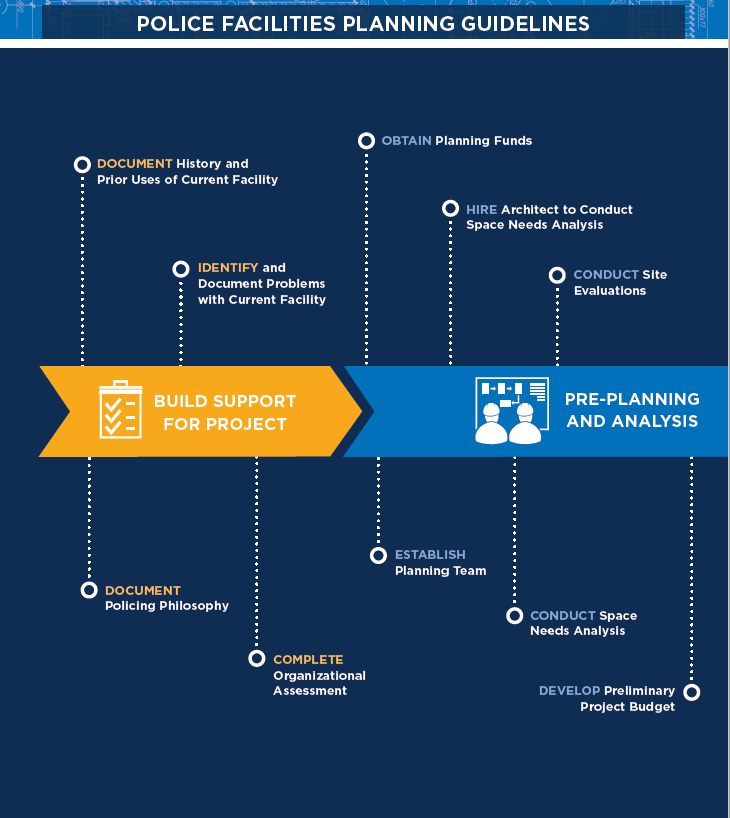 POLICE FACILITIES PLANNING GUIDELINES
DOCUMENT History and
Prior Uses of Current Facility
IDENTIFY and
Document Problems
with Current Facility
OBTAIN Planning Funds
HIRE Architect to Conduct
Space Needs Analysis
CONDUCT Site
Evaluations
BUILD SUPPORT
FOR PROJECT
PRE-PLANNING
AND ANALYSIS
DOCUMENT
Policing Philosophy
COMPLETE
Organizational
Assessment
ESTABLISH
Planning Team
CONDUCT Space
Needs Analysis
DEVELOP Preliminary
Project Budget